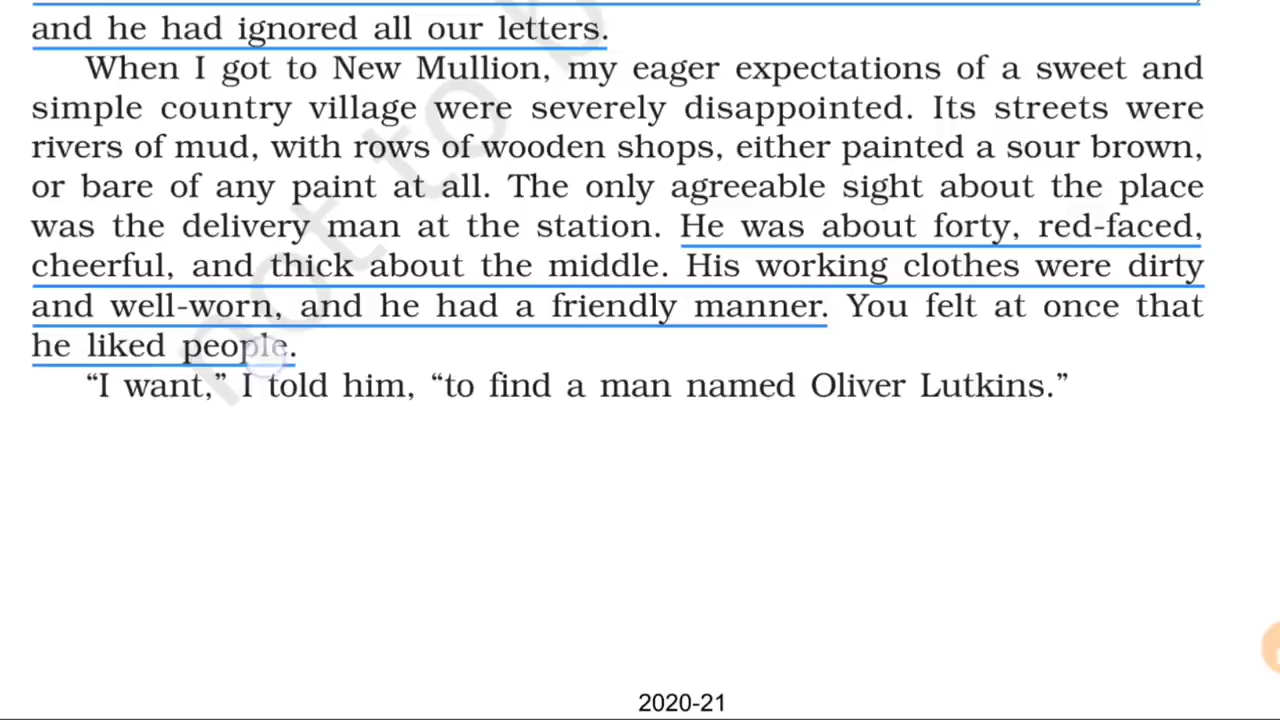 and he had ignored all our letters.
When I got to New Mullion, my eager expectations of a sweet and
simple country village were severely disappointed. Its streets were
rivers of mud, with rows of wooden shops, either painted a sour brown,
or bare of any paint at all. The only agreeable sight about the place
was the delivery man at the station. He was about forty, red-faced,
cheerful, and thick about the middle. His working clothes were dirty
and well-worn, and he had a friendly manner. You felt at once that
he liked people.
“I want,” I told him, “to find a man named Oliver Lutkins.”
not to b
2020-21